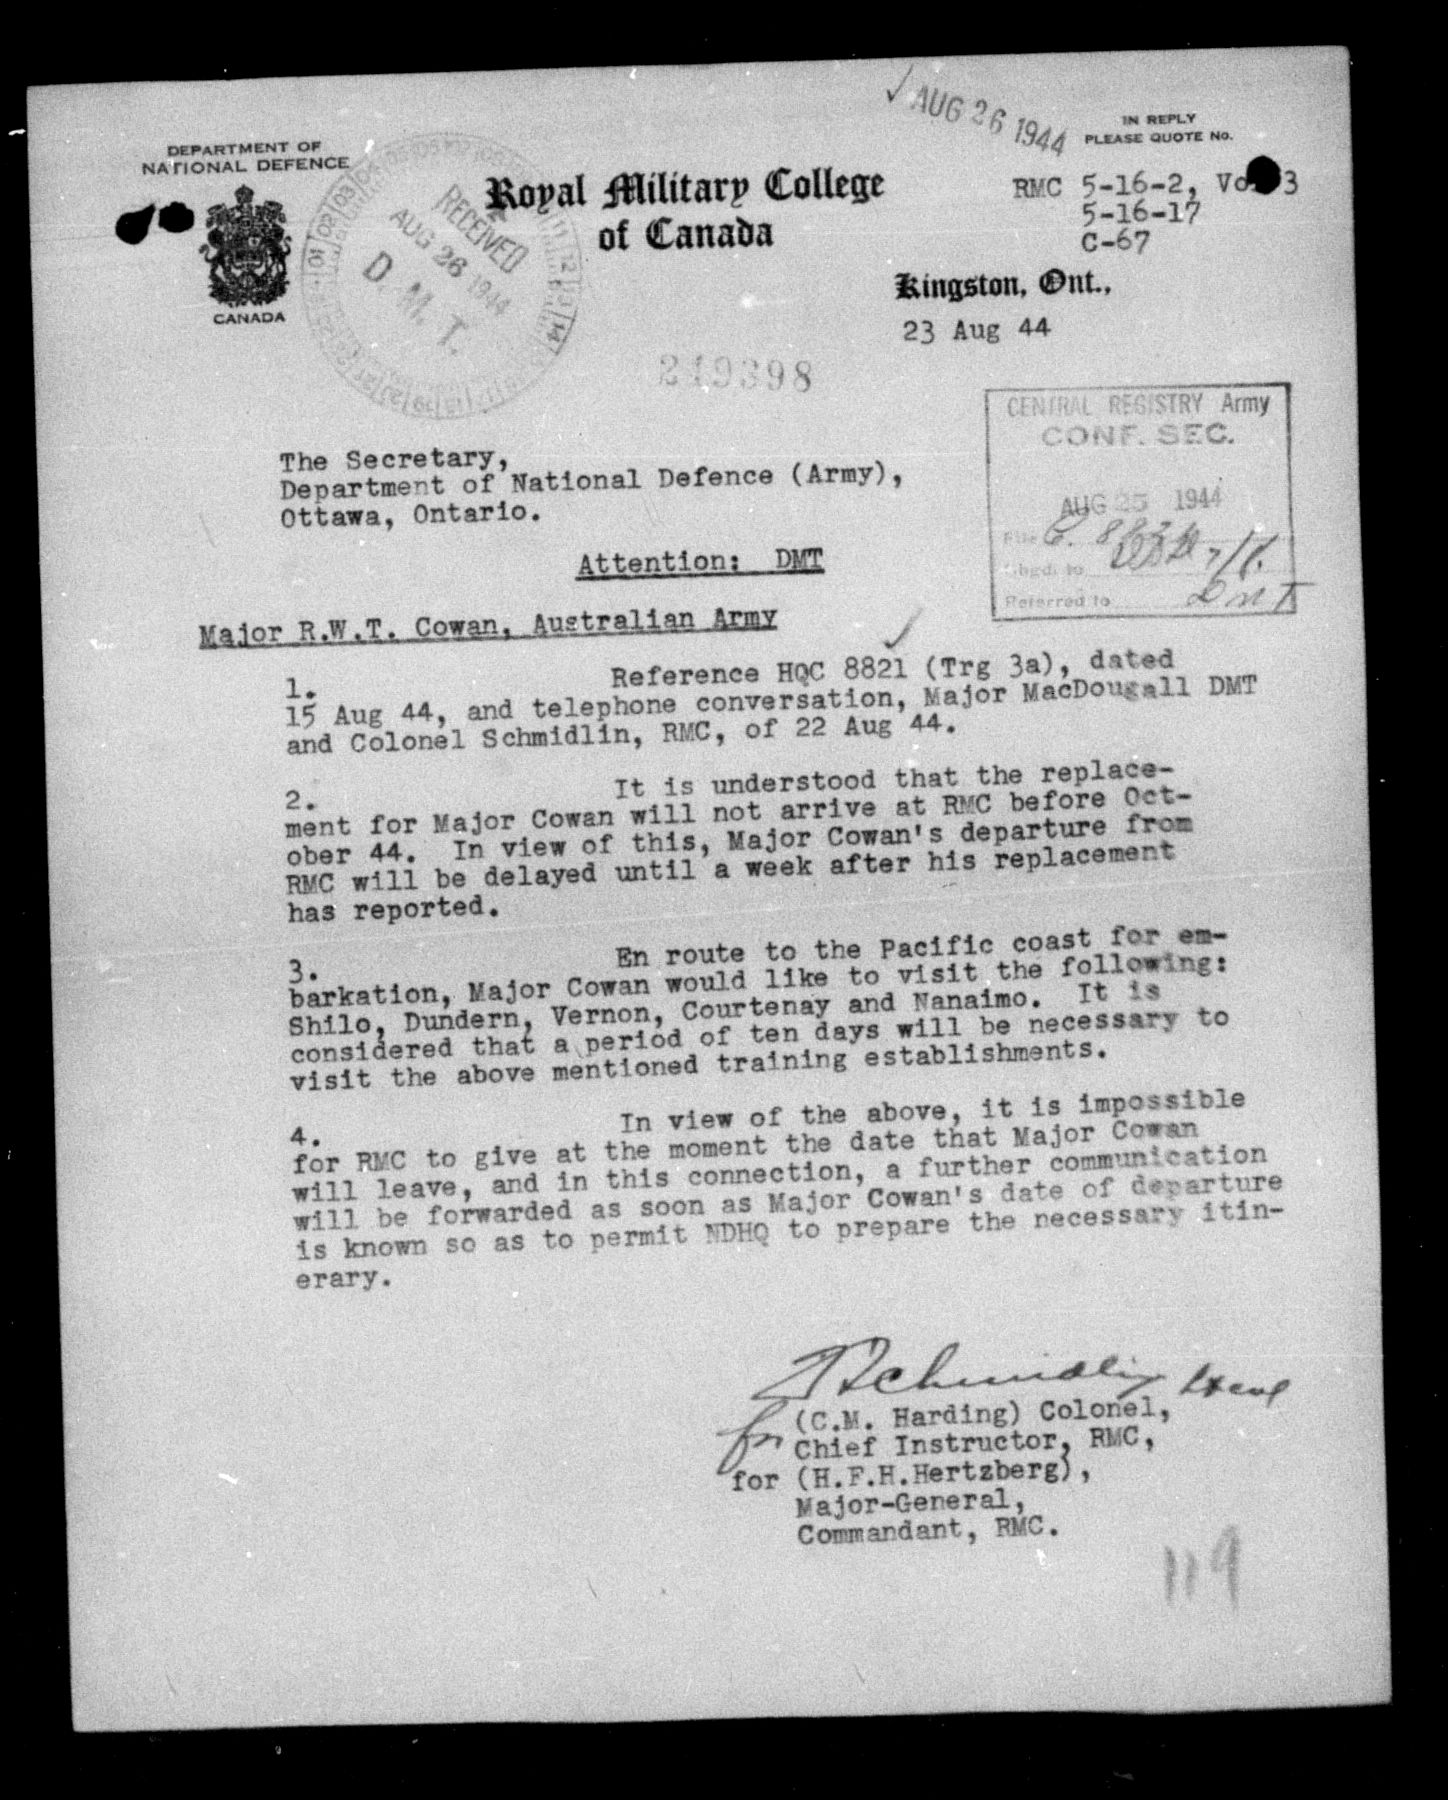 AUG 26 1944
IN REPLY
PLEASE QUOTE No.
DEPARTMENT OF
NATIONAL DEFENCE
CANADA
Royal Military College
of Canada
RMC 5-16-2, Vo 3
5-16-17
C-67
Kingston, Ont.,
23 Aug 44
RECEIVED
AUG 26 1944
D. M. T.
CENTRAL REGISTRY Army
CONF. SEC.
AUG 25 1944
Referred to DMT
The Secretary,
Department of National Defence (Army),
Ottawa, Ontario.
Attention: DMT
Major R.W.T. Cowan, Australian Army
1. Reference HQC 8821 (Trg 3a), dated
15 Aug 44, and telephone conversation, Major MacDougall DMT
and Colonel Schmidlin, RMC, of 22 Aug 44.
2. It is understood that the replace-
ment for Major Cowan will not arrive at RMC before Oct-
ober 44. In view of this, Major Cowan's departure from
RMC will be delayed until a week after his replacement
has reported.
3. En route to the Pacific coast for em-
barkation, Major Cowan would like to visit the following:
Shilo, Dundern, Vernon, Courtenay and Nanaimo. It is
considered that a period of ten days will be necessary to
visit the above mentioned training establishments.
4. In view of the above, it is impossible
for RMC to give at the moment the date that Major Cowan
will leave, and in this connection, a further communication
will be forwarded as soon as Major Cowan's date of departure
is known so as to permit NDHQ to prepare the necessary itin-
erary.
Schmidlin
for (C.M. Harding) Colonel,
Chief Instructor, RMC,
for (H.F.H.Hertzberg),
Major-General,
Commandant, RMC.
119